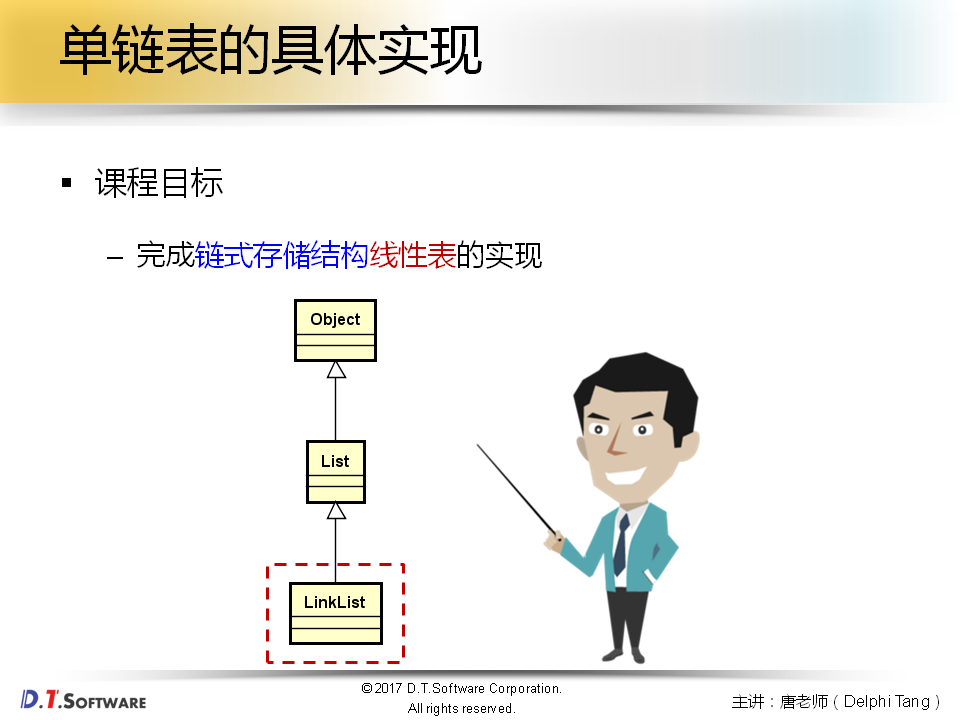 单链表的具体实现
▪ 课程目标
– 完成链式存储结构线性表的实现
Object
List
LinkList
D.T.SOFTWARE
©2017 D.T.Software Corporation.
All rights reserved.
主讲：唐老师（Delphi Tang）